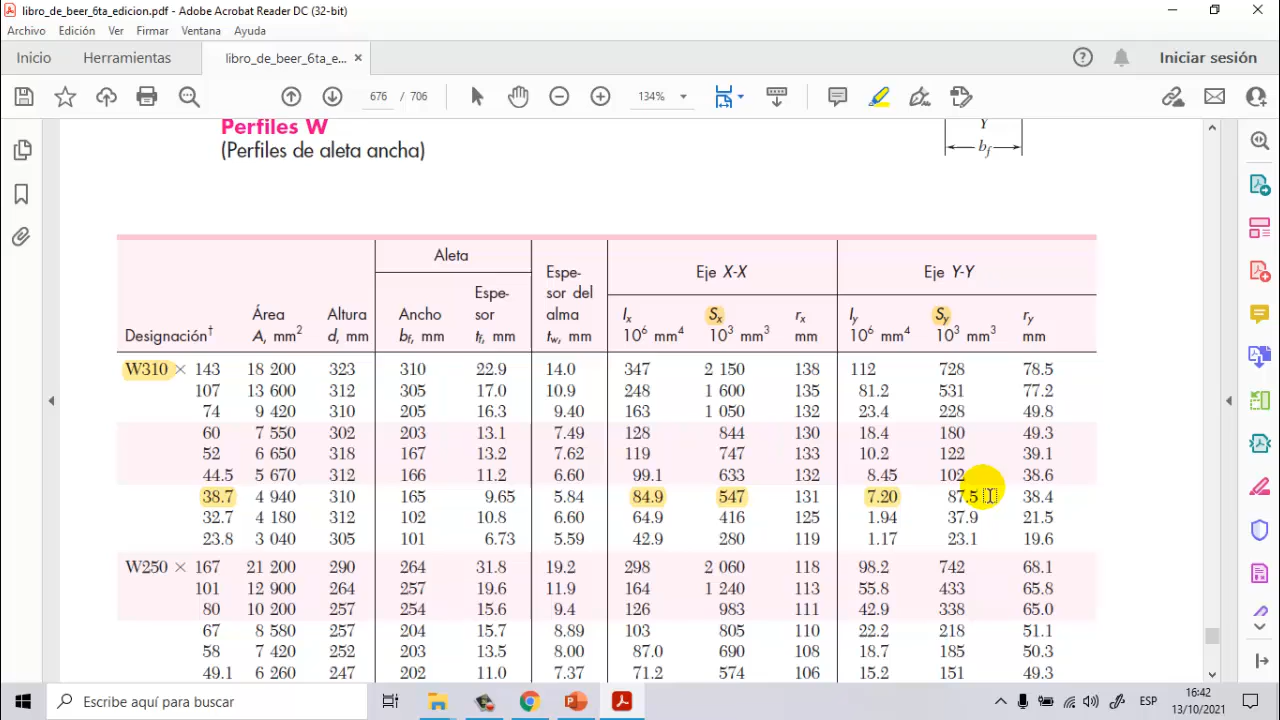 libro_de_beer_6ta_edicion.pdf - Adobe Acrobat Reader DC (32-bit)
Archivo Edición Ver Firmar Ventana Ayuda
Inicio Herramientas libro_de_beer_6ta_e... × Iniciar sesión
676 / 706 134%
Perfiles W
(Perfiles de aleta ancha)
Y
bf
Aleta
Eje X-X Eje Y-Y
Designación† Área A, mm² Altura d, mm Ancho bf, mm Espe-sor tf, mm Espe-sor del alma tw, mm Ix 10⁶ mm⁴ Sx 10³ mm³ rx mm Iy 10⁶ mm⁴ Sy 10³ mm³ ry mm
W310 × 143 18 200 323 310 22.9 14.0 347 2 150 138 112 728 78.5
107 13 600 312 305 17.0 10.9 248 1 600 135 81.2 531 77.2
74 9 420 310 205 16.3 9.40 163 1 050 132 23.4 228 49.8
60 7 550 302 203 13.1 7.49 128 844 130 18.4 180 49.3
52 6 650 318 167 13.2 7.62 119 747 133 10.2 122 39.1
44.5 5 670 312 166 11.2 6.60 99.1 633 132 8.45 102 38.6
38.7 4 940 310 165 9.65 5.84 84.9 547 131 7.20 87.5 38.4
32.7 4 180 312 102 10.8 6.60 64.9 416 125 1.94 37.9 21.5
23.8 3 040 305 101 6.73 5.59 42.9 280 119 1.17 23.1 19.6
W250 × 167 21 200 290 264 31.8 19.2 298 2 060 118 98.2 742 68.1
101 12 900 264 257 19.6 11.9 164 1 240 113 55.8 433 65.8
80 10 200 257 254 15.6 9.4 126 983 111 42.9 338 65.0
67 8 580 257 204 15.7 8.89 103 805 110 22.2 218 51.1
58 7 420 252 203 13.5 8.00 87.0 690 108 18.7 185 50.3
49.1 6 260 247 202 11.0 7.37 71.2 574 106 15.2 151 49.3
Escribe aquí para buscar
ESP
16:42
13/10/2021